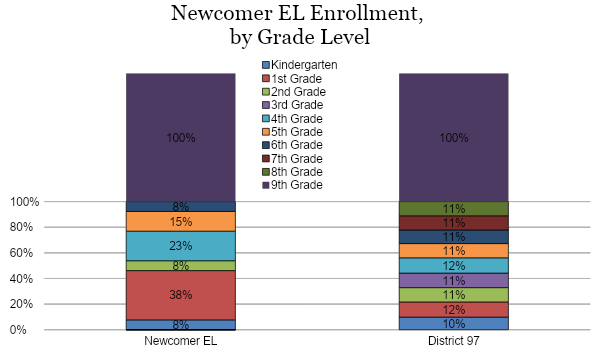 Newcomer EL Enrollment,
by Grade Level
Kindergarten
1st Grade
2nd Grade
3rd Grade
4th Grade
5th Grade
6th Grade
7th Grade
8th Grade
9th Grade
100%
80%
60%
40%
20%
0%
100%
8%
15%
23%
8%
38%
8%
Newcomer EL
100%
11%
11%
11%
11%
12%
11%
11%
12%
10%
District 97